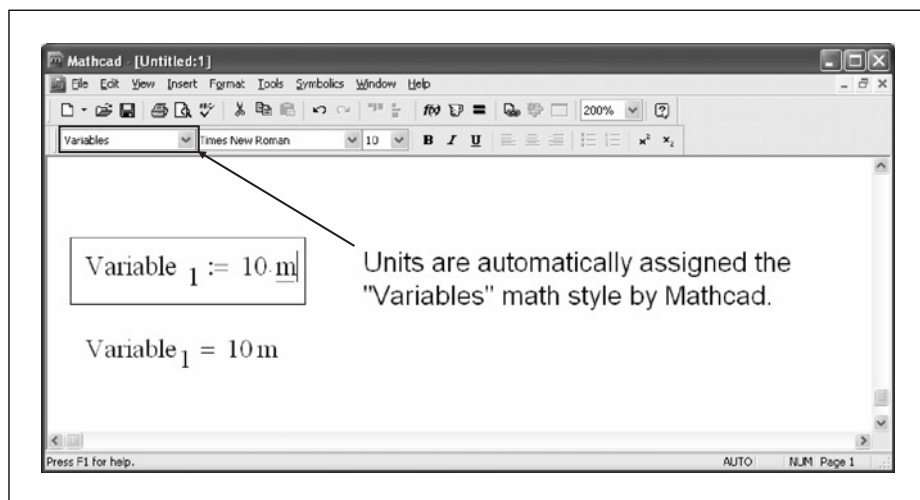 Mathcad - [Untitled:1]
File Edit View Insert Format Tools Symbolics Window Help
200%
Variables Times New Roman 10 B I U x² x₂
Variable 1 := 10·m
Units are automatically assigned the
"Variables" math style by Mathcad.
Variable1 = 10 m
Press F1 for help. AUTO NUM Page 1